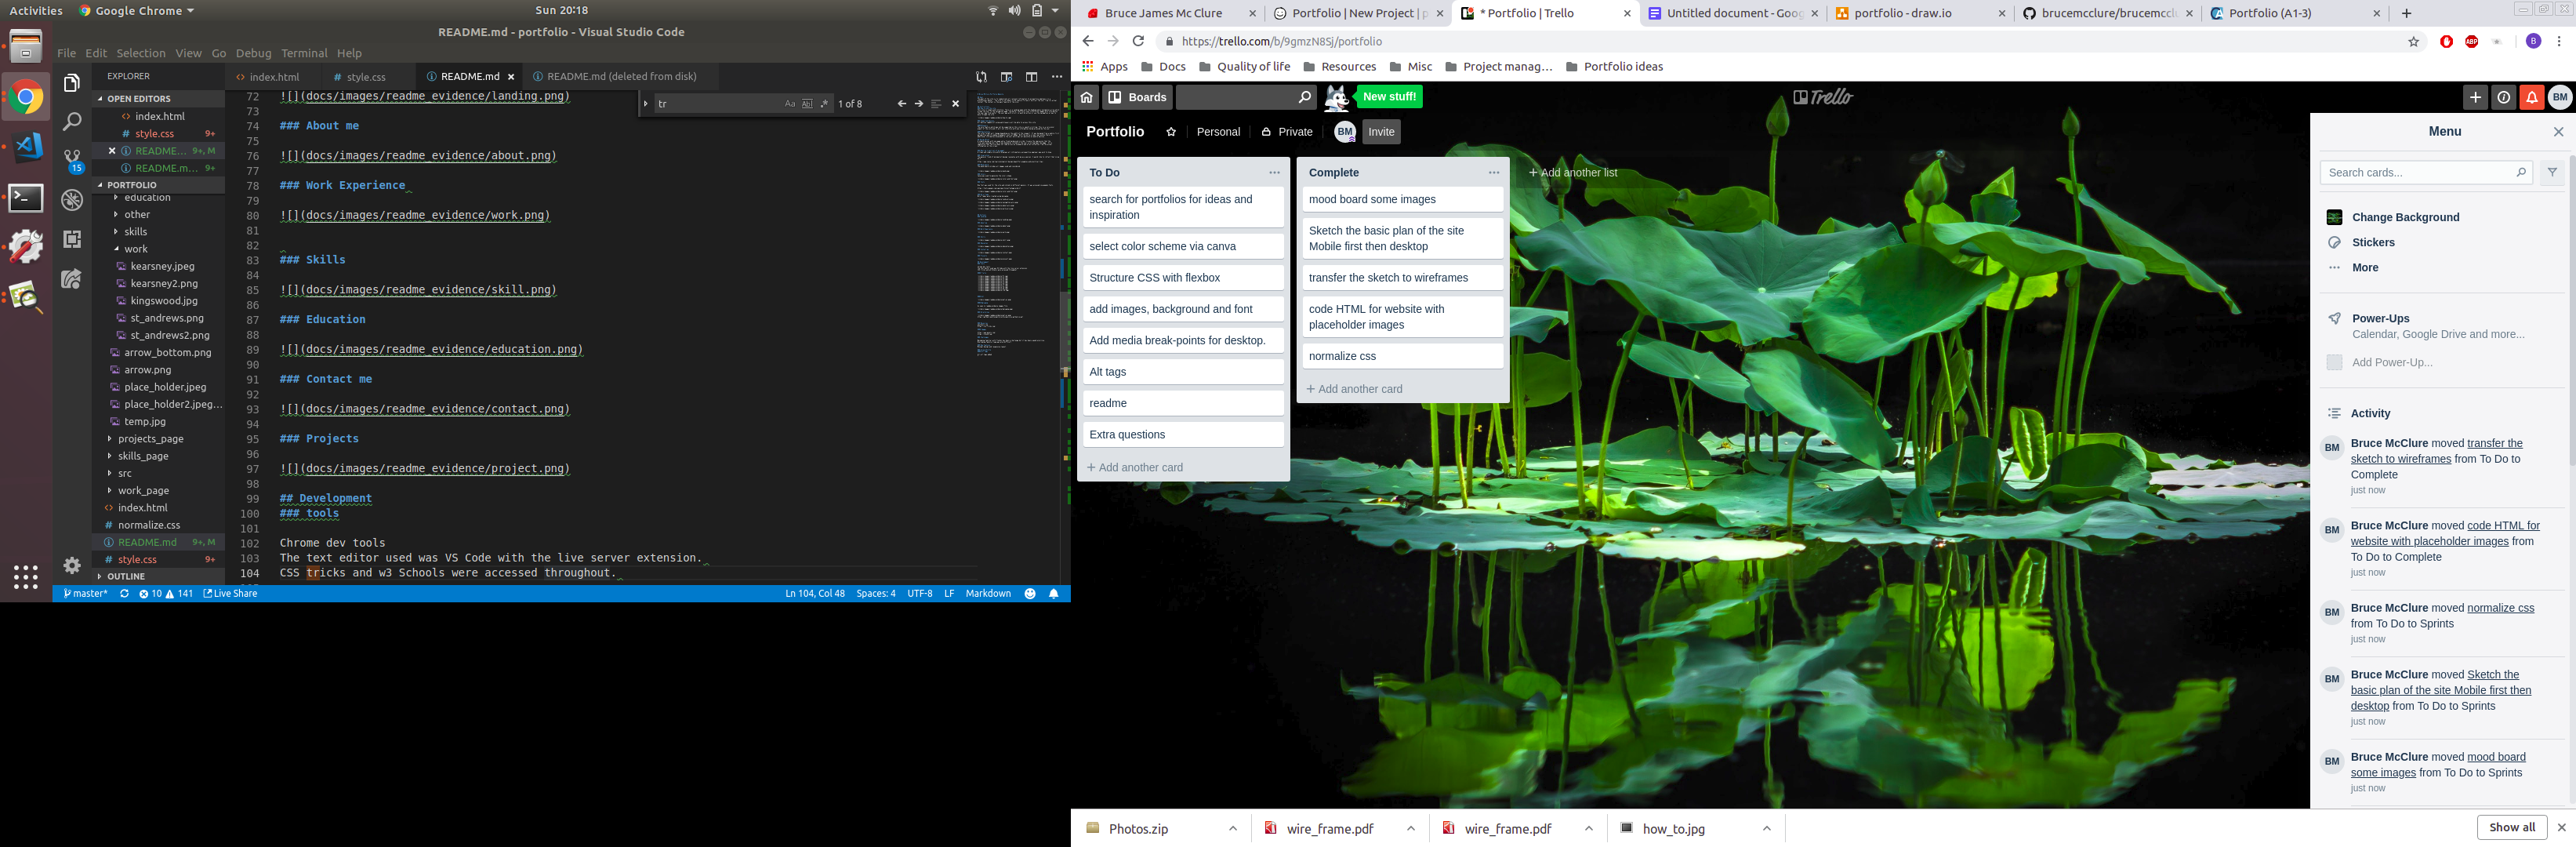 Activities
Google Chrome
Sun 20:18
README.md - portfolio - Visual Studio Code
File Edit Selection View Go Debug Terminal Help
EXPLORER
OPEN EDITORS
index.html
style.css 9+
README... 9+, M
README.m... 9+
PORTFOLIO
education
other
skills
work
kearsney.jpeg
kearsney2.png
kingswood.jpg
st_andrews.png
st_andrews2.png
arrow_bottom.png
arrow.png
place_holder.jpeg
place_holder2.jpeg...
temp.jpg
projects_page
skills_page
src
work_page
index.html
normalize.css
README.md 9+, M
style.css 9+
OUTLINE
15
index.html
style.css
README.md
README.md (deleted from disk)
tr
Aa
Abl
.*
1 of 8
72 ![](docs/images/readme_evidence/landing.png)
73
74 ### About me
75
76 ![](docs/images/readme_evidence/about.png)
77
78 ### Work Experience
79
80 ![](docs/images/readme_evidence/work.png)
81
82
83 ### Skills
84
85 ![](docs/images/readme_evidence/skill.png)
86
87 ### Education
88
89 ![](docs/images/readme_evidence/education.png)
90
91 ### Contact me
92
93 ![](docs/images/readme_evidence/contact.png)
94
95 ### Projects
96
97 ![](docs/images/readme_evidence/project.png)
98
99 ## Development
100 ### tools
101
102 Chrome dev tools
103 The text editor used was VS Code with the live server extension.
104 CSS tricks and w3 Schools were accessed throughout.
master* 10 141 Live Share
Ln 104, Col 48 Spaces: 4 UTF-8 LF Markdown
Bruce James Mc Clure
Portfolio | New Project | p
* Portfolio | Trello
Untitled document - Goog
portfolio - draw.io
brucemcclure/brucemcclu
Portfolio (A1-3)
https://trello.com/b/9gmzN8Sj/portfolio
ABP
B
Apps Docs Quality of life Resources Misc Project manag... Portfolio ideas
Boards
New stuff!
Trello
BM
Portfolio
Personal
Private
BM
Invite
To Do
search for portfolios for ideas and
inspiration
select color scheme via canva
Structure CSS with flexbox
add images, background and font
Add media break-points for desktop.
Alt tags
readme
Extra questions
+ Add another card
Complete
mood board some images
Sketch the basic plan of the site
Mobile first then desktop
transfer the sketch to wireframes
code HTML for website with
placeholder images
normalize css
+ Add another card
+ Add another list
Menu
Search cards...
Change Background
Stickers
More
Power-Ups
Calendar, Google Drive and more...
Add Power-Up...
Activity
BM
Bruce McClure moved transfer the
sketch to wireframes from To Do to
Complete
just now
BM
Bruce McClure moved code HTML for
website with placeholder images from
To Do to Complete
just now
BM
Bruce McClure moved normalize css
from To Do to Sprints
just now
BM
Bruce McClure moved Sketch the
basic plan of the site Mobile first then
desktop from To Do to Sprints
just now
BM
Bruce McClure moved mood board
some images from To Do to Sprints
just now
Photos.zip
wire_frame.pdf
wire_frame.pdf
how_to.jpg
Show all